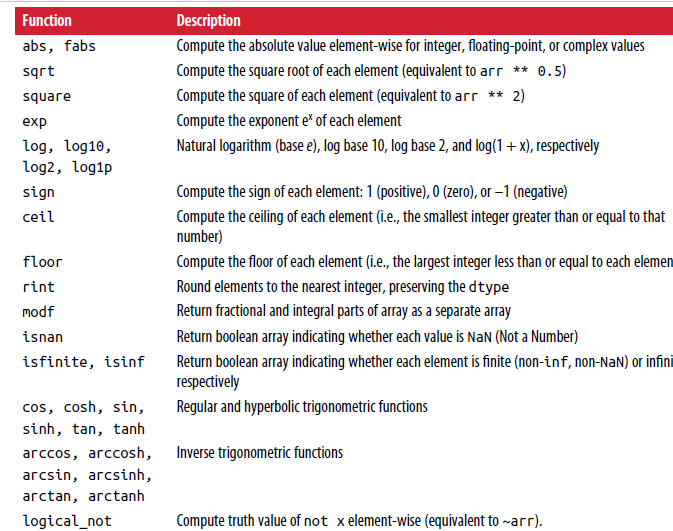 Function Description
abs, fabs Compute the absolute value element-wise for integer, floating-point, or complex values
sqrt Compute the square root of each element (equivalent to arr ** 0.5)
square Compute the square of each element (equivalent to arr ** 2)
exp Compute the exponent eˣ of each element
log, log10, Natural logarithm (base e), log base 10, log base 2, and log(1 + x), respectively
log2, log1p
sign Compute the sign of each element: 1 (positive), 0 (zero), or –1 (negative)
ceil Compute the ceiling of each element (i.e., the smallest integer greater than or equal to that
number)
floor Compute the floor of each element (i.e., the largest integer less than or equal to each elemen
rint Round elements to the nearest integer, preserving the dtype
modf Return fractional and integral parts of array as a separate array
isnan Return boolean array indicating whether each value is NaN (Not a Number)
isfinite, isinf Return boolean array indicating whether each element is finite (non-inf, non-NaN) or infini
respectively
cos, cosh, sin, Regular and hyperbolic trigonometric functions
sinh, tan, tanh
arccos, arccosh, Inverse trigonometric functions
arcsin, arcsinh,
arctan, arctanh
logical_not Compute truth value of not x element-wise (equivalent to ~arr).